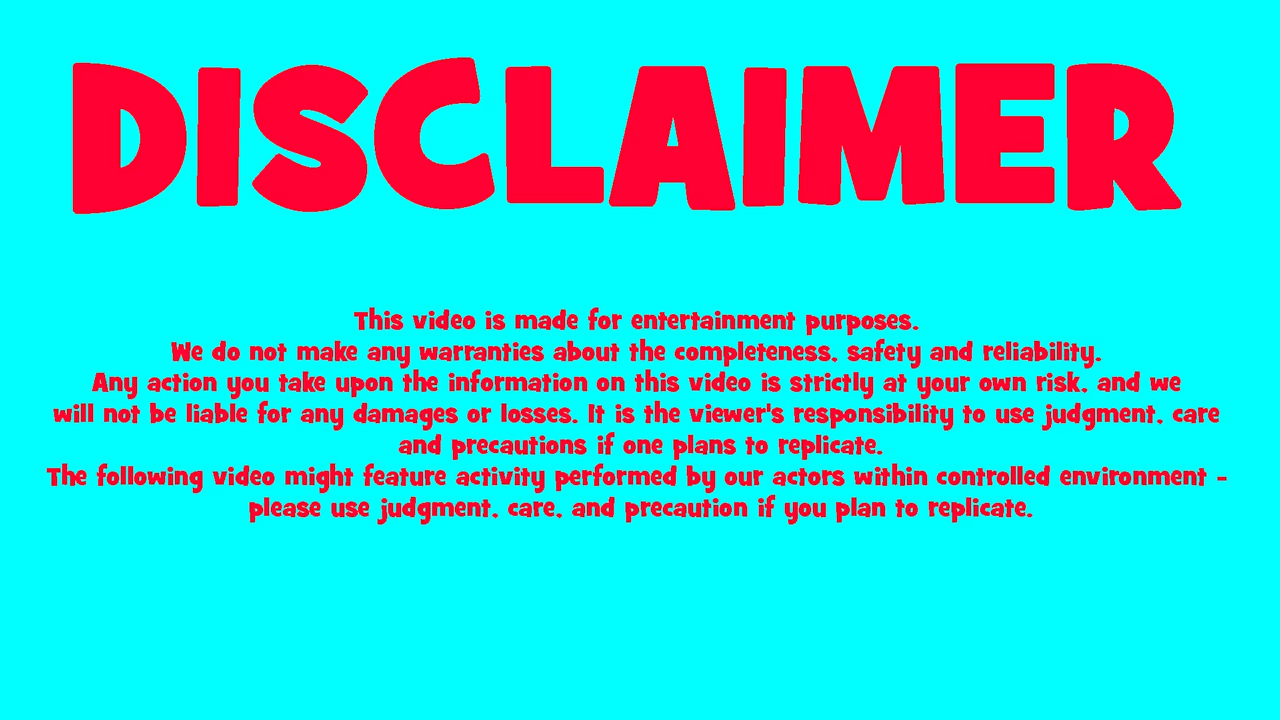 DISCLAIMER
This video is made for entertainment purposes.
We do not make any warranties about the completeness, safety and reliability.
Any action you take upon the information on this video is strictly at your own risk, and we
will not be liable for any damages or losses. It is the viewer's responsibility to use judgment, care
and precautions if one plans to replicate.
The following video might feature activity performed by our actors within controlled environment -
please use judgment, care, and precaution if you plan to replicate.